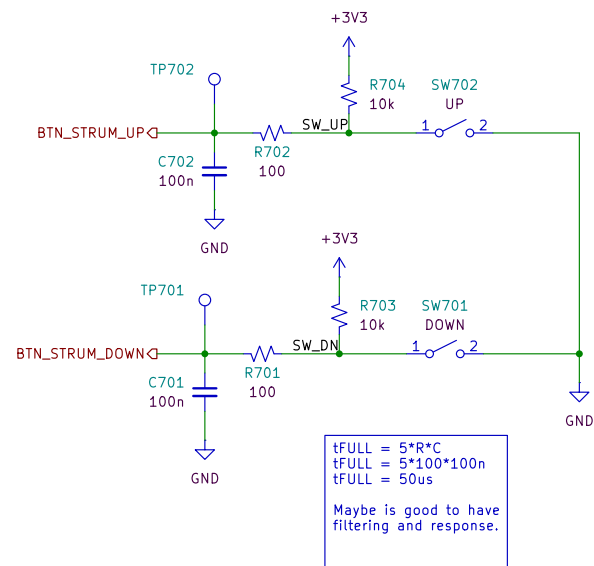 +3V3
TP702
R704
10k
SW702
UP
BTN_STRUM_UP
SW_UP
1
2
R702
100
C702
100n
GND
+3V3
TP701
R703
10k
SW701
DOWN
BTN_STRUM_DOWN
SW_DN
1
2
R701
100
C701
100n
GND
GND
tFULL = 5*R*C
tFULL = 5*100*100n
tFULL = 50us
Maybe is good to have
filtering and response.